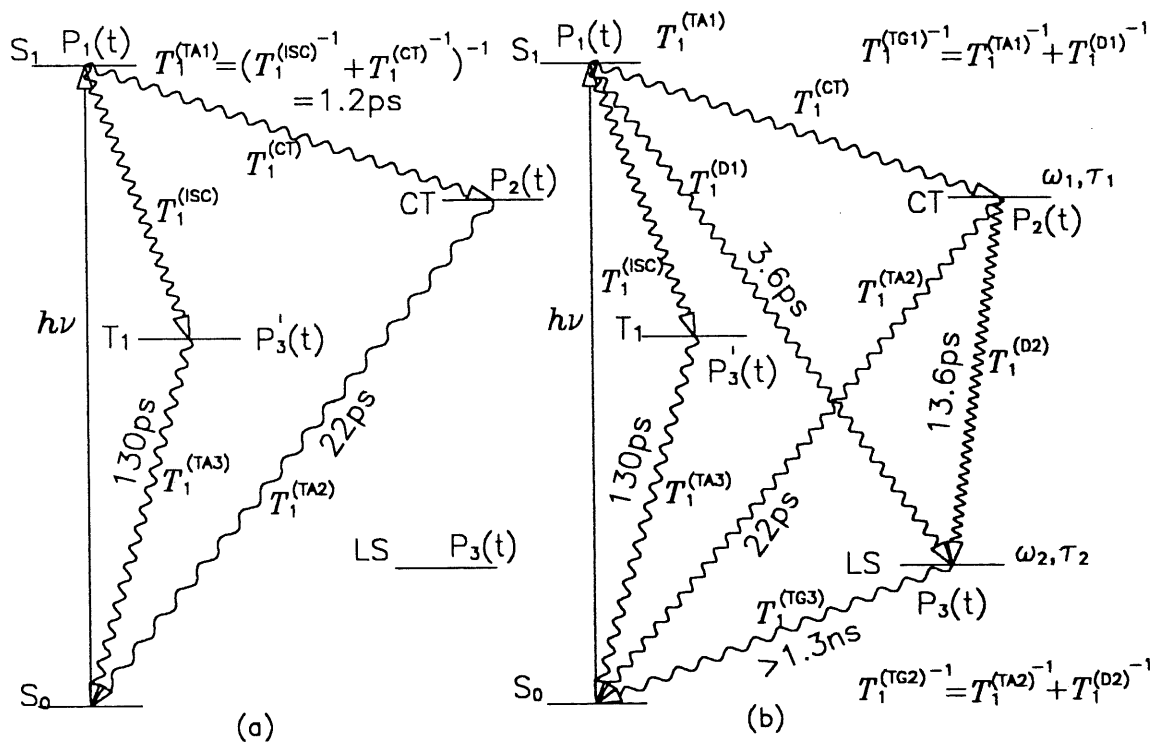 S₁ P₁(t) T₁^(TA1)=(T₁^(ISC)⁻¹+T₁^(CT)⁻¹)⁻¹
=1.2ps
T₁^(CT)
P₂(t)
CT
T₁^(ISC)
hν
T₁ P₃'(t)
130ps
22ps
T₁^(TA3)
T₁^(TA2)
LS P₃(t)
S₀
(a)
S₁ P₁(t) T₁^(TA1) T₁^(TG1)⁻¹=T₁^(TA1)⁻¹+T₁^(D1)⁻¹
T₁^(CT)
T₁^(D1)
CT ω₁,τ₁
P₂(t)
T₁^(ISC)
3.6ps
T₁^(TA2)
hν
T₁
P₃'(t)
13.6ps
T₁^(D2)
130ps
T₁^(TA3)
22ps
LS ω₂,τ₂
P₃(t)
T₁^(TG3)
>1.3ns
S₀ T₁^(TG2)⁻¹=T₁^(TA2)⁻¹+T₁^(D2)⁻¹
(b)